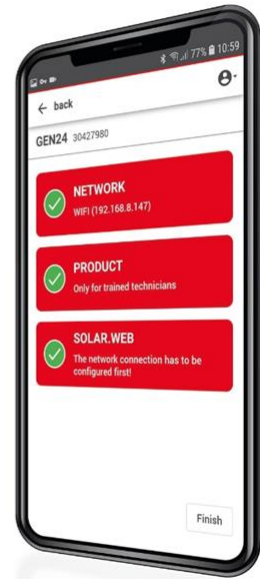 77% 10:59
← back
GEN24 30427980
NETWORK
WIFI (192.168.8.147)
PRODUCT
Only for trained technicians
SOLAR.WEB
The network connection has to be
configured first!
Finish